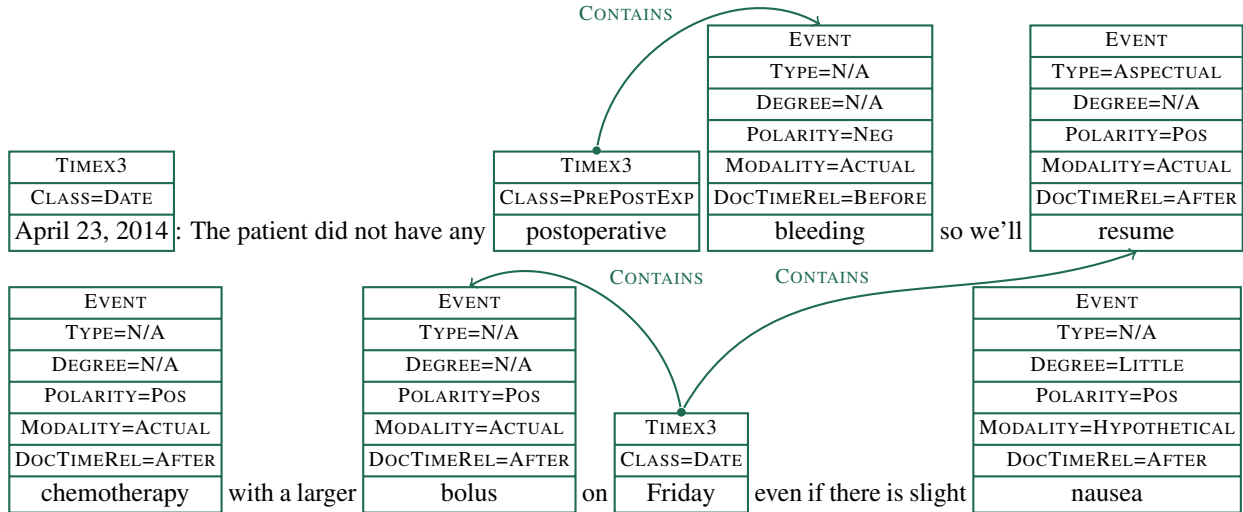 CONTAINS
EVENT EVENT
TYPE=N/A TYPE=ASPECTUAL
DEGREE=N/A DEGREE=N/A
POLARITY=NEG POLARITY=POS
TIMEX3 TIMEX3 MODALITY=ACTUAL MODALITY=ACTUAL
CLASS=DATE CLASS=PREPOSTEXP DOCTIMEREL=BEFORE DOCTIMEREL=AFTER
April 23, 2014 : The patient did not have any postoperative bleeding so we'll resume
CONTAINS CONTAINS
EVENT EVENT EVENT
TYPE=N/A TYPE=N/A TYPE=N/A
DEGREE=N/A DEGREE=N/A DEGREE=LITTLE
POLARITY=POS POLARITY=POS POLARITY=POS
MODALITY=ACTUAL MODALITY=ACTUAL TIMEX3 MODALITY=HYPOTHETICAL
DOCTIMEREL=AFTER DOCTIMEREL=AFTER CLASS=DATE DOCTIMEREL=AFTER
chemotherapy with a larger bolus on Friday even if there is slight nausea